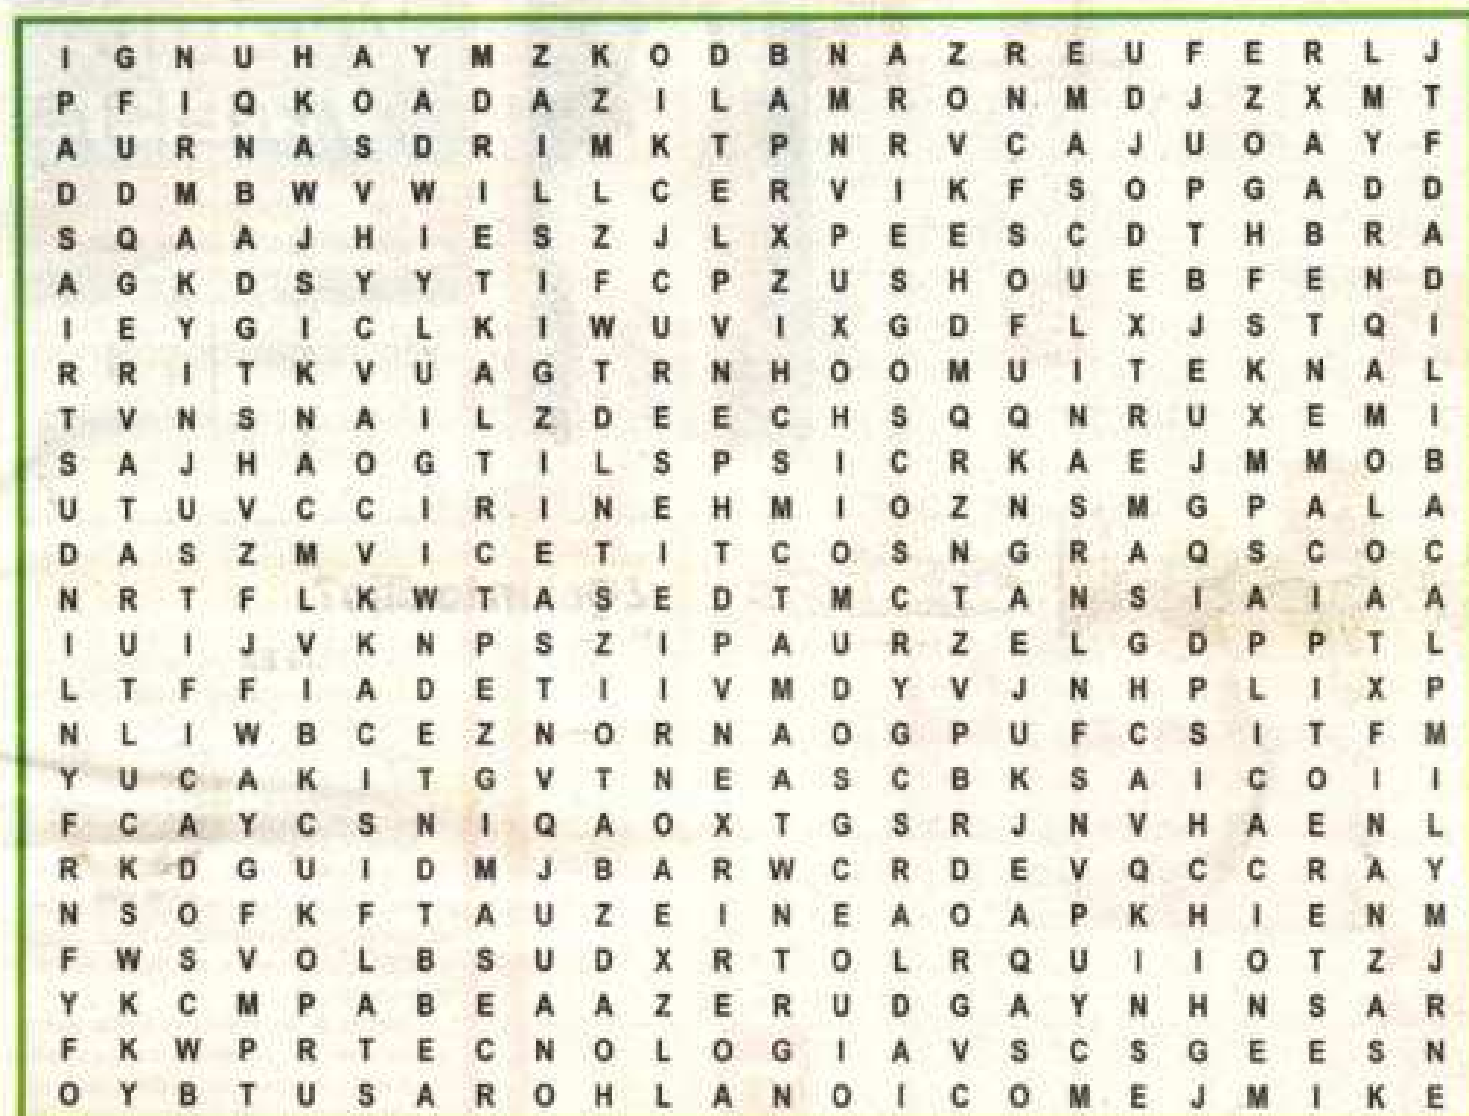 I G N U H A Y M Z K O D B N A Z R E U F E R L J
P F I Q K O A D A Z I L A M R O N M D J Z X M T
A U R N A S D R I M K T P N R V C A J U O A Y F
D D M B W V W I L L C E R V I K F S O P G A D D
S Q A A J H I E S Z J L X P E E S C D T H B R A
A G K D S Y Y T I F C P Z U S H O U E B F E N D
I E Y G I C L K I W U V I X G D F L X J S T Q I
R R I T K V U A G T R N H O O M U I T E K N A L
T V N S N A I L Z D E E C H S Q Q N R U X E M I
S A J H A O G T I L S P S I C R K A E J M M O B
U T U V C C I R I N E H M I O Z N S M G P A L A
D A S Z M V I C E T I T C O S N G R A Q S C O C
N R T F L K W T A S E D T M C T A N S I A I A A
I U I J V K N P S Z I P A U R Z E L G D P P T L
L T F F I A D E T I I V M D Y V J N H P L I X P
N L I W B C E Z N O R N A O G P U F C S I T F M
Y U C A K I T G V T N E A S C B K S A I C O I I
F C A Y C S N I Q A O X T G S R J N V H A E N L
R K D G U I D M J B A R W C R D E V Q C C R A Y
N S O F K F T A U Z E I N E A O A P K H I E N M
F W S V O L B S U D X R T O L R Q U I I O T Z J
Y K C M P A B E A A Z E R U D G A Y N H N S A R
F K W P R T E C N O L O G I A V S C S G E E S N
O Y B T U S A R O H L A N O I C O M E J M I K E